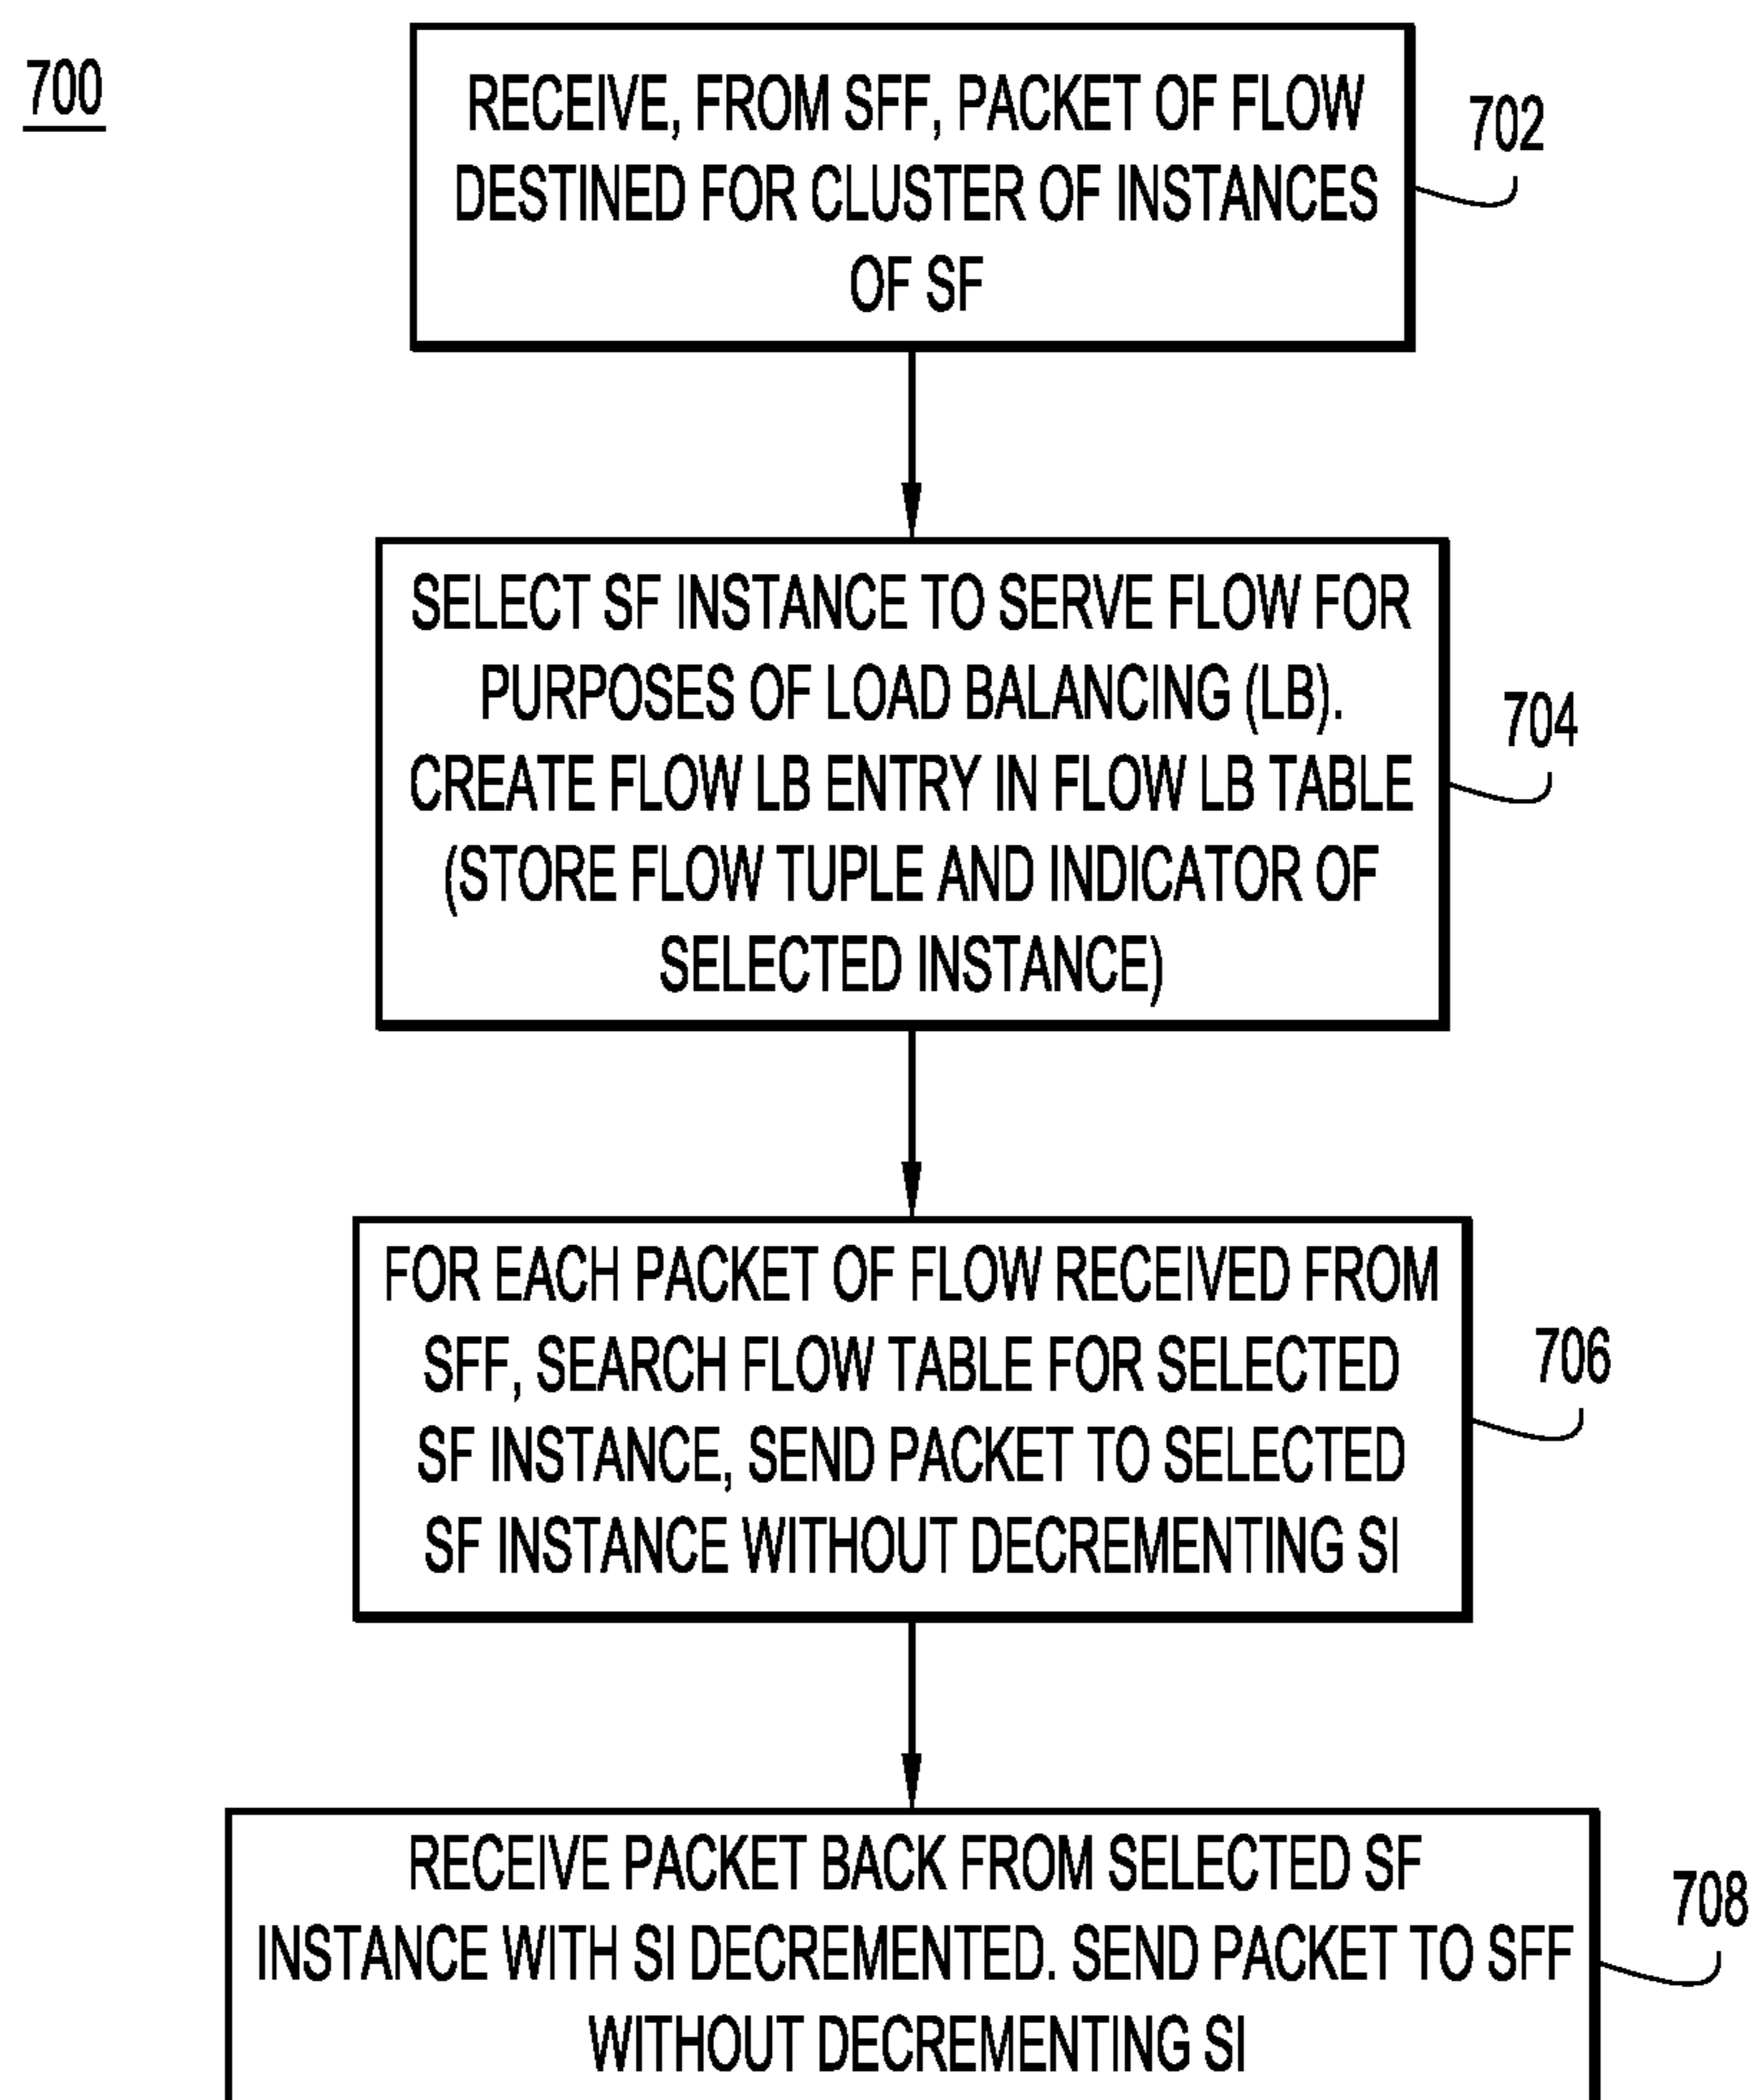 700
RECEIVE, FROM SFF, PACKET OF FLOW
DESTINED FOR CLUSTER OF INSTANCES
OF SF
702
SELECT SF INSTANCE TO SERVE FLOW FOR
PURPOSES OF LOAD BALANCING (LB).
CREATE FLOW LB ENTRY IN FLOW LB TABLE
(STORE FLOW TUPLE AND INDICATOR OF
SELECTED INSTANCE)
704
FOR EACH PACKET OF FLOW RECEIVED FROM
SFF, SEARCH FLOW TABLE FOR SELECTED
SF INSTANCE, SEND PACKET TO SELECTED
SF INSTANCE WITHOUT DECREMENTING SI
706
RECEIVE PACKET BACK FROM SELECTED SF
INSTANCE WITH SI DECREMENTED. SEND PACKET TO SFF
WITHOUT DECREMENTING SI
708